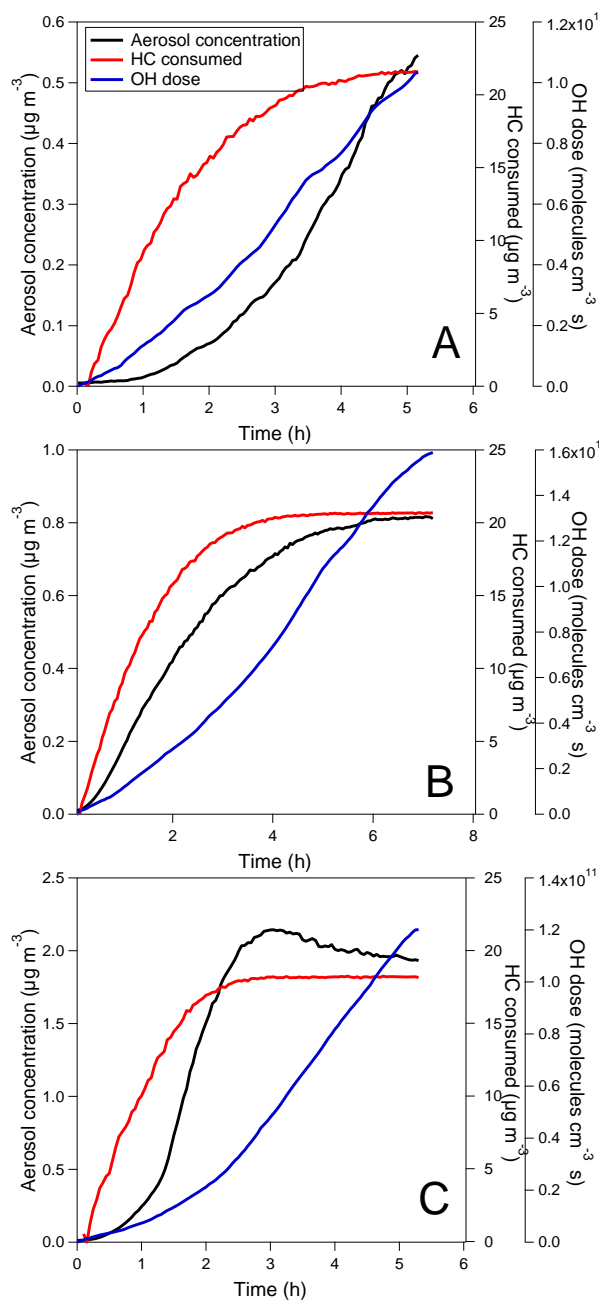 Aerosol concentration
HC consumed
OH dose
Aerosol concentration (µg m⁻³)
0.6
0.5
0.4
0.3
0.2
0.1
0.0
0 1 2 3 4 5 6
Time (h)
25
20
15
10
5
0
HC consumed (µg m⁻³)
1.2x10¹
1.0
0.8
0.6
0.4
0.2
0.0
OH dose (molecules cm⁻³ s)
A
Aerosol concentration (µg m⁻³)
1.0
0.8
0.6
0.4
0.2
0.0
2 4 6 8
Time (h)
25
20
15
10
5
0
HC consumed (µg m⁻³)
1.6x10¹
1.4
1.2
1.0
0.8
0.6
0.4
0.2
0.0
OH dose (molecules cm⁻³ s)
B
Aerosol concentration (µg m⁻³)
2.5
2.0
1.5
1.0
0.5
0.0
0 1 2 3 4 5 6
Time (h)
25
20
15
10
5
0
HC consumed (µg m⁻³)
1.4x10¹¹
1.2
1.0
0.8
0.6
0.4
0.2
0.0
OH dose (molecules cm⁻³ s)
C